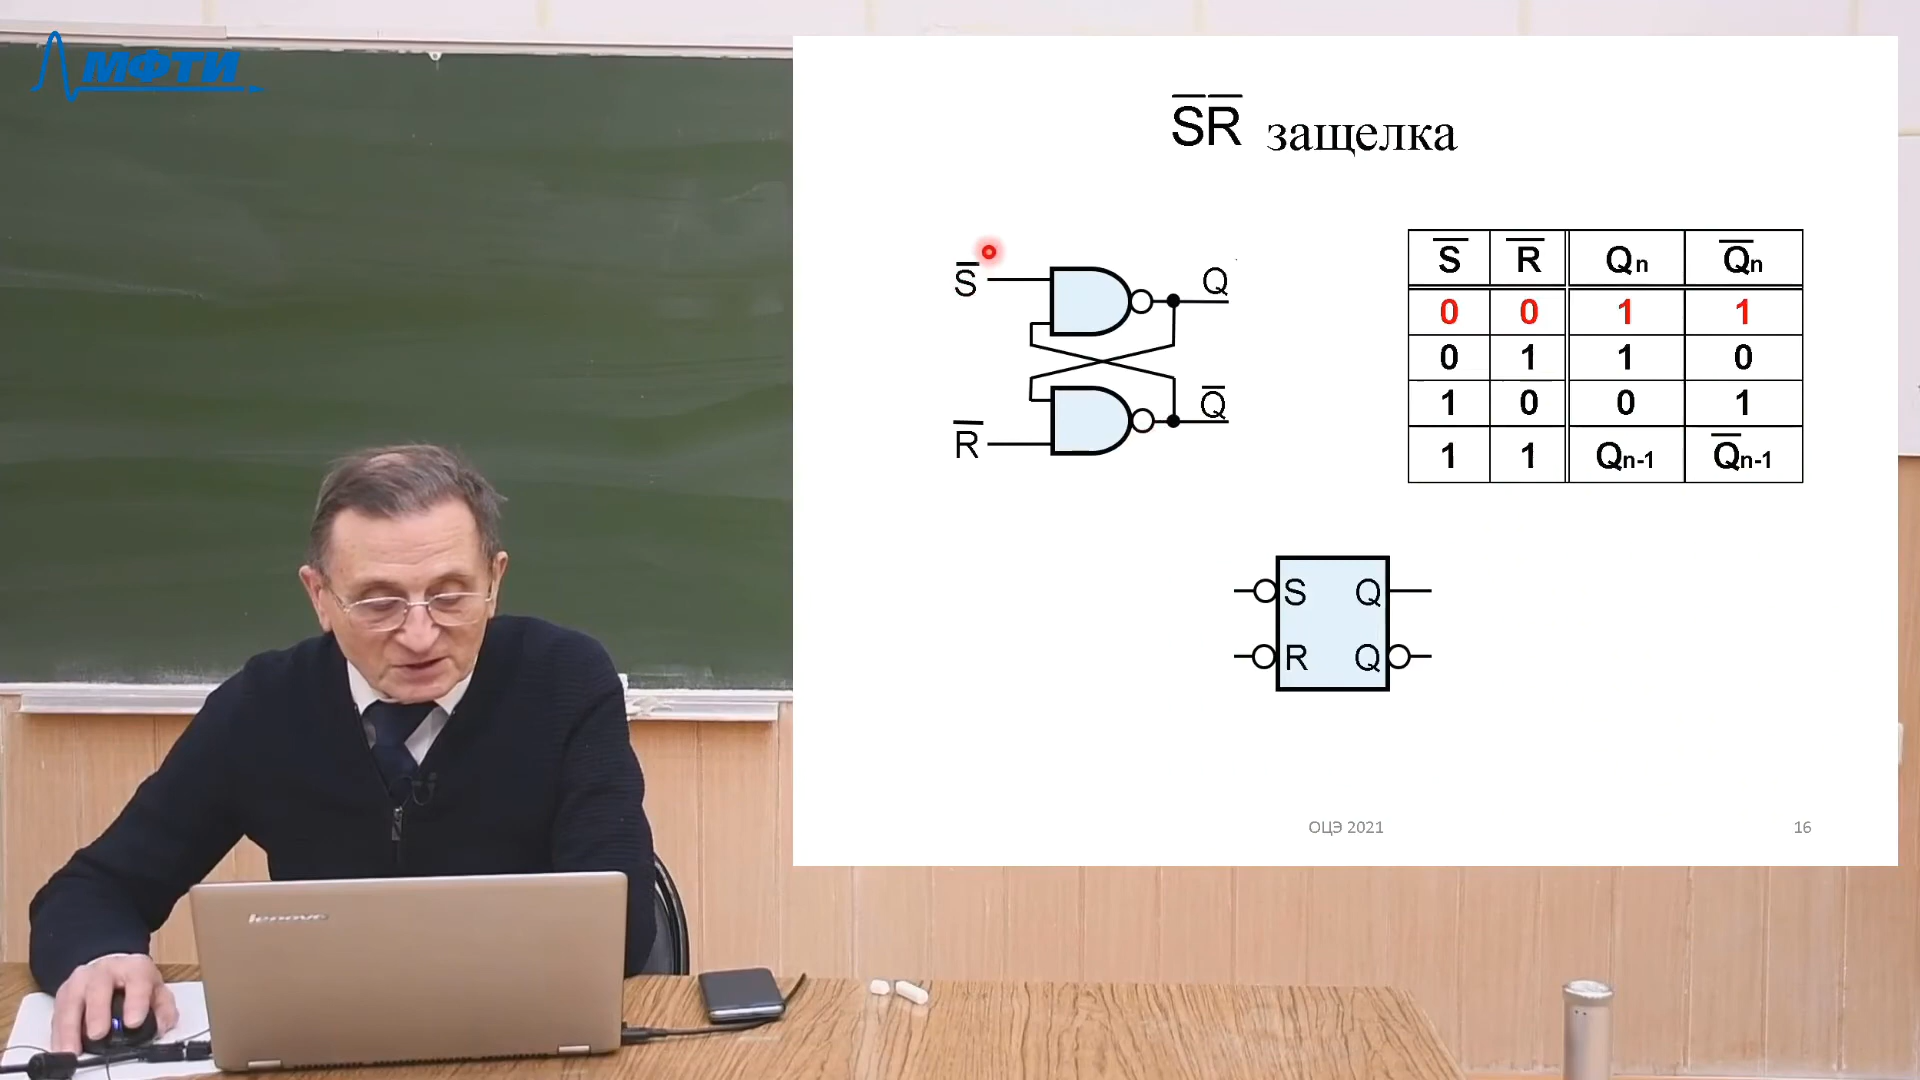 МФТИ
S̅R̅ защелка
S̅
Q
R̅
Q̅
S̅ R̅ Qn Q̅n
0 0 1 1
0 1 1 0
1 0 0 1
1 1 Qn-1 Q̅n-1
S Q
R Q
ОЦЭ 2021
16
lenovo